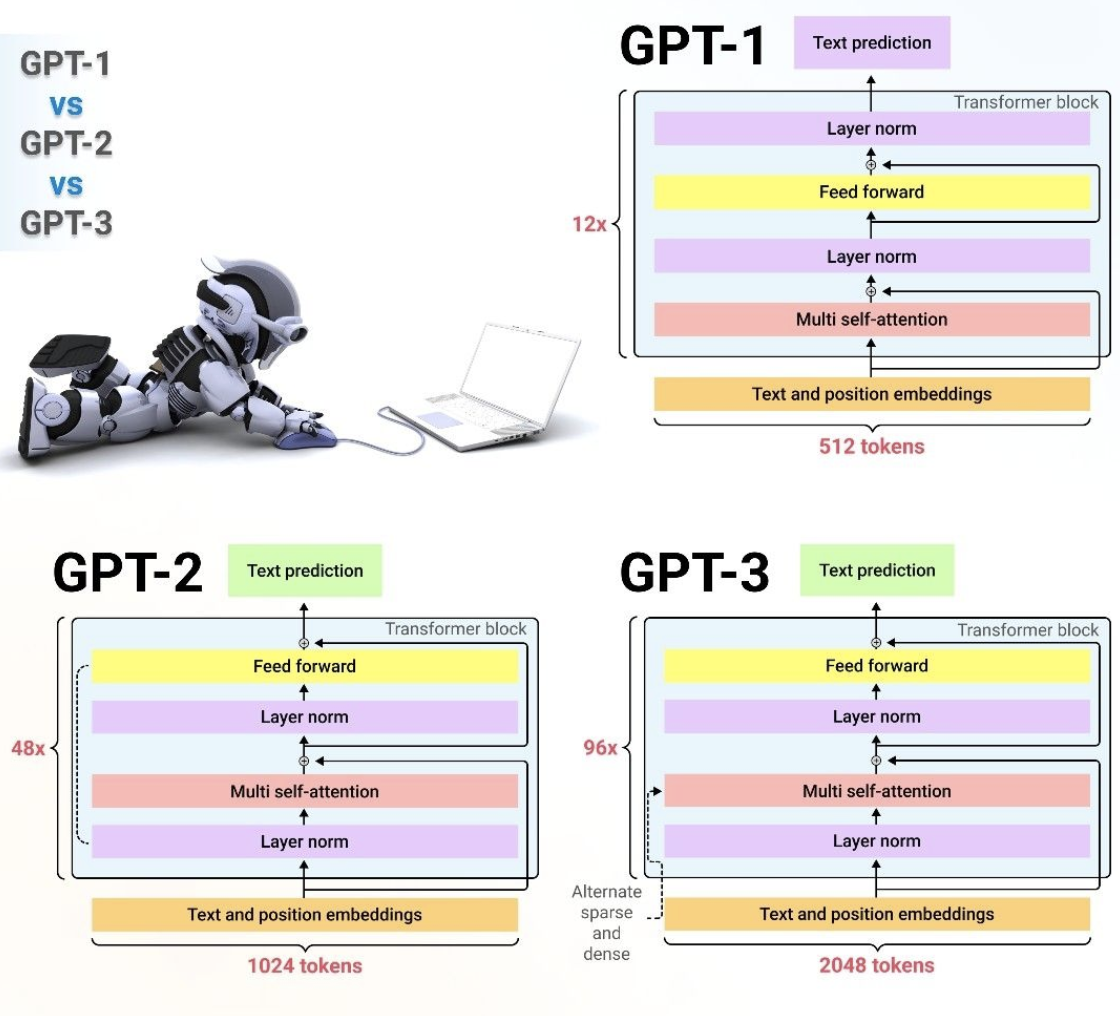 GPT-1
vs
GPT-2
vs
GPT-3
GPT-1
Text prediction
Transformer block
Layer norm
Feed forward
12x
Layer norm
Multi self-attention
Text and position embeddings
512 tokens
GPT-2
Text prediction
Transformer block
Feed forward
Layer norm
48x
Multi self-attention
Layer norm
Text and position embeddings
1024 tokens
GPT-3
Text prediction
Transformer block
Feed forward
Layer norm
96x
Multi self-attention
Layer norm
Alternate
sparse
and
dense
Text and position embeddings
2048 tokens